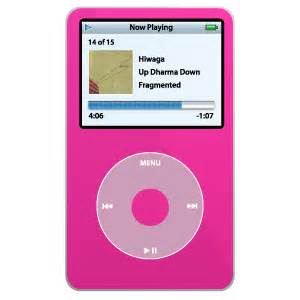 Now Playing
14 of 15
Hiwaga
Up Dharma Down
Fragmented
4:06 -1:07
MENU